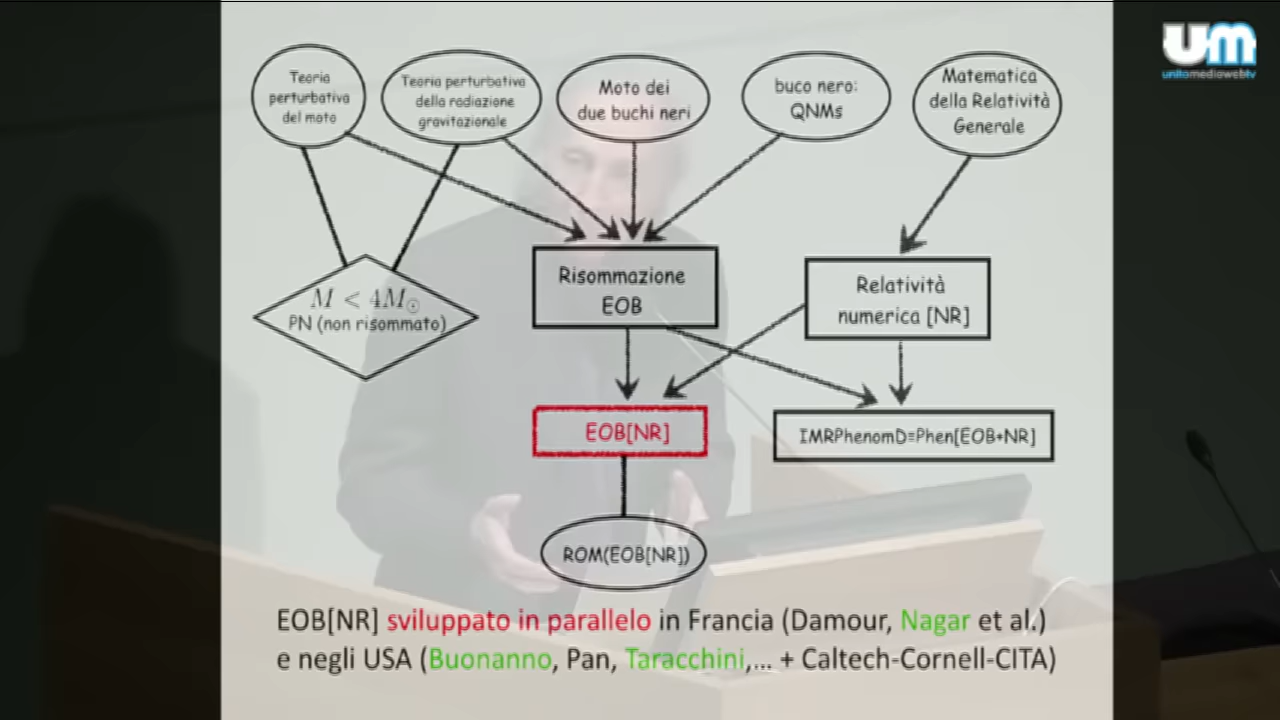 um
unitomediawebtv
Teoria
perturbativa
del moto
Teoria perturbativa
della radiazione
gravitazionale
Moto dei
due buchi neri
buco nero:
QNMs
Matematica
della Relatività
Generale
M < 4M☉
PN (non risommato)
Risommazione
EOB
Relatività
numerica [NR]
EOB[NR]
IMRPhenomD≡Phen[EOB+NR]
ROM(EOB[NR])
EOB[NR] sviluppato in parallelo in Francia (Damour, Nagar et al.)
e negli USA (Buonanno, Pan, Taracchini,... + Caltech-Cornell-CITA)